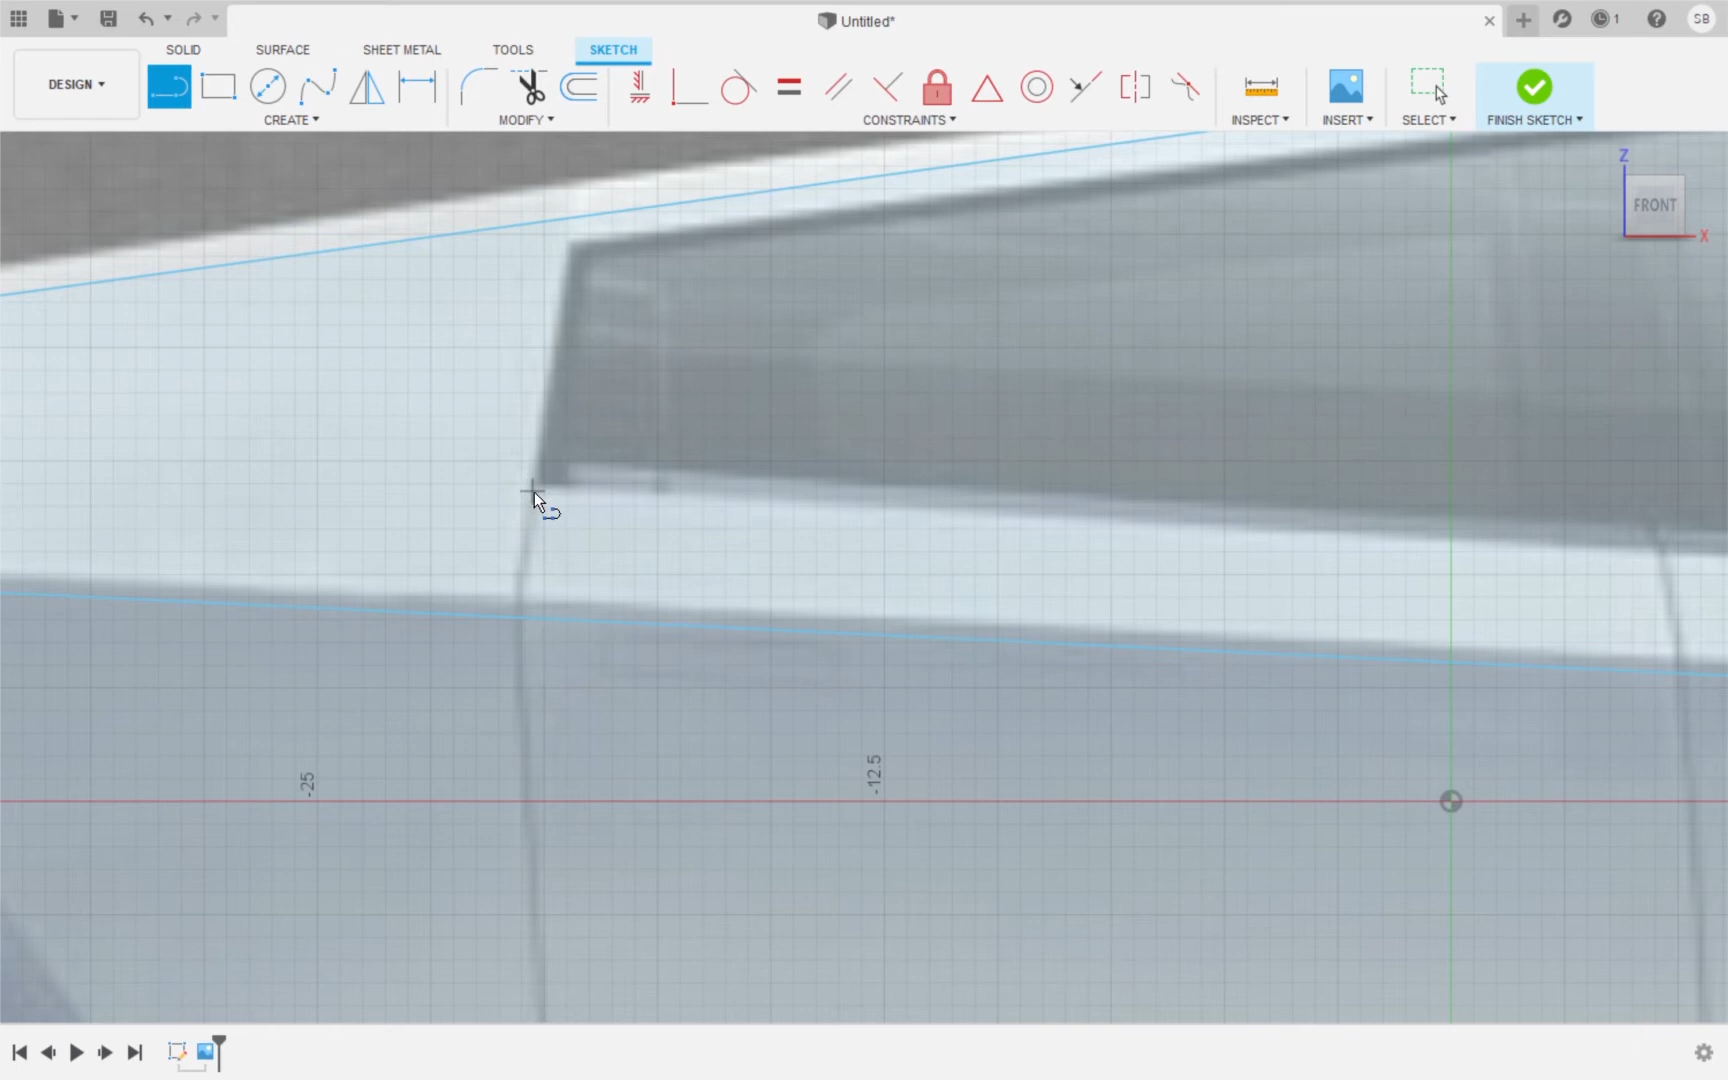 Untitled*
1
SB
SOLID
SURFACE
SHEET METAL
TOOLS
SKETCH
DESIGN
CREATE
MODIFY
CONSTRAINTS
INSPECT
INSERT
SELECT
FINISH SKETCH
Z
FRONT
X
-25
-12.5